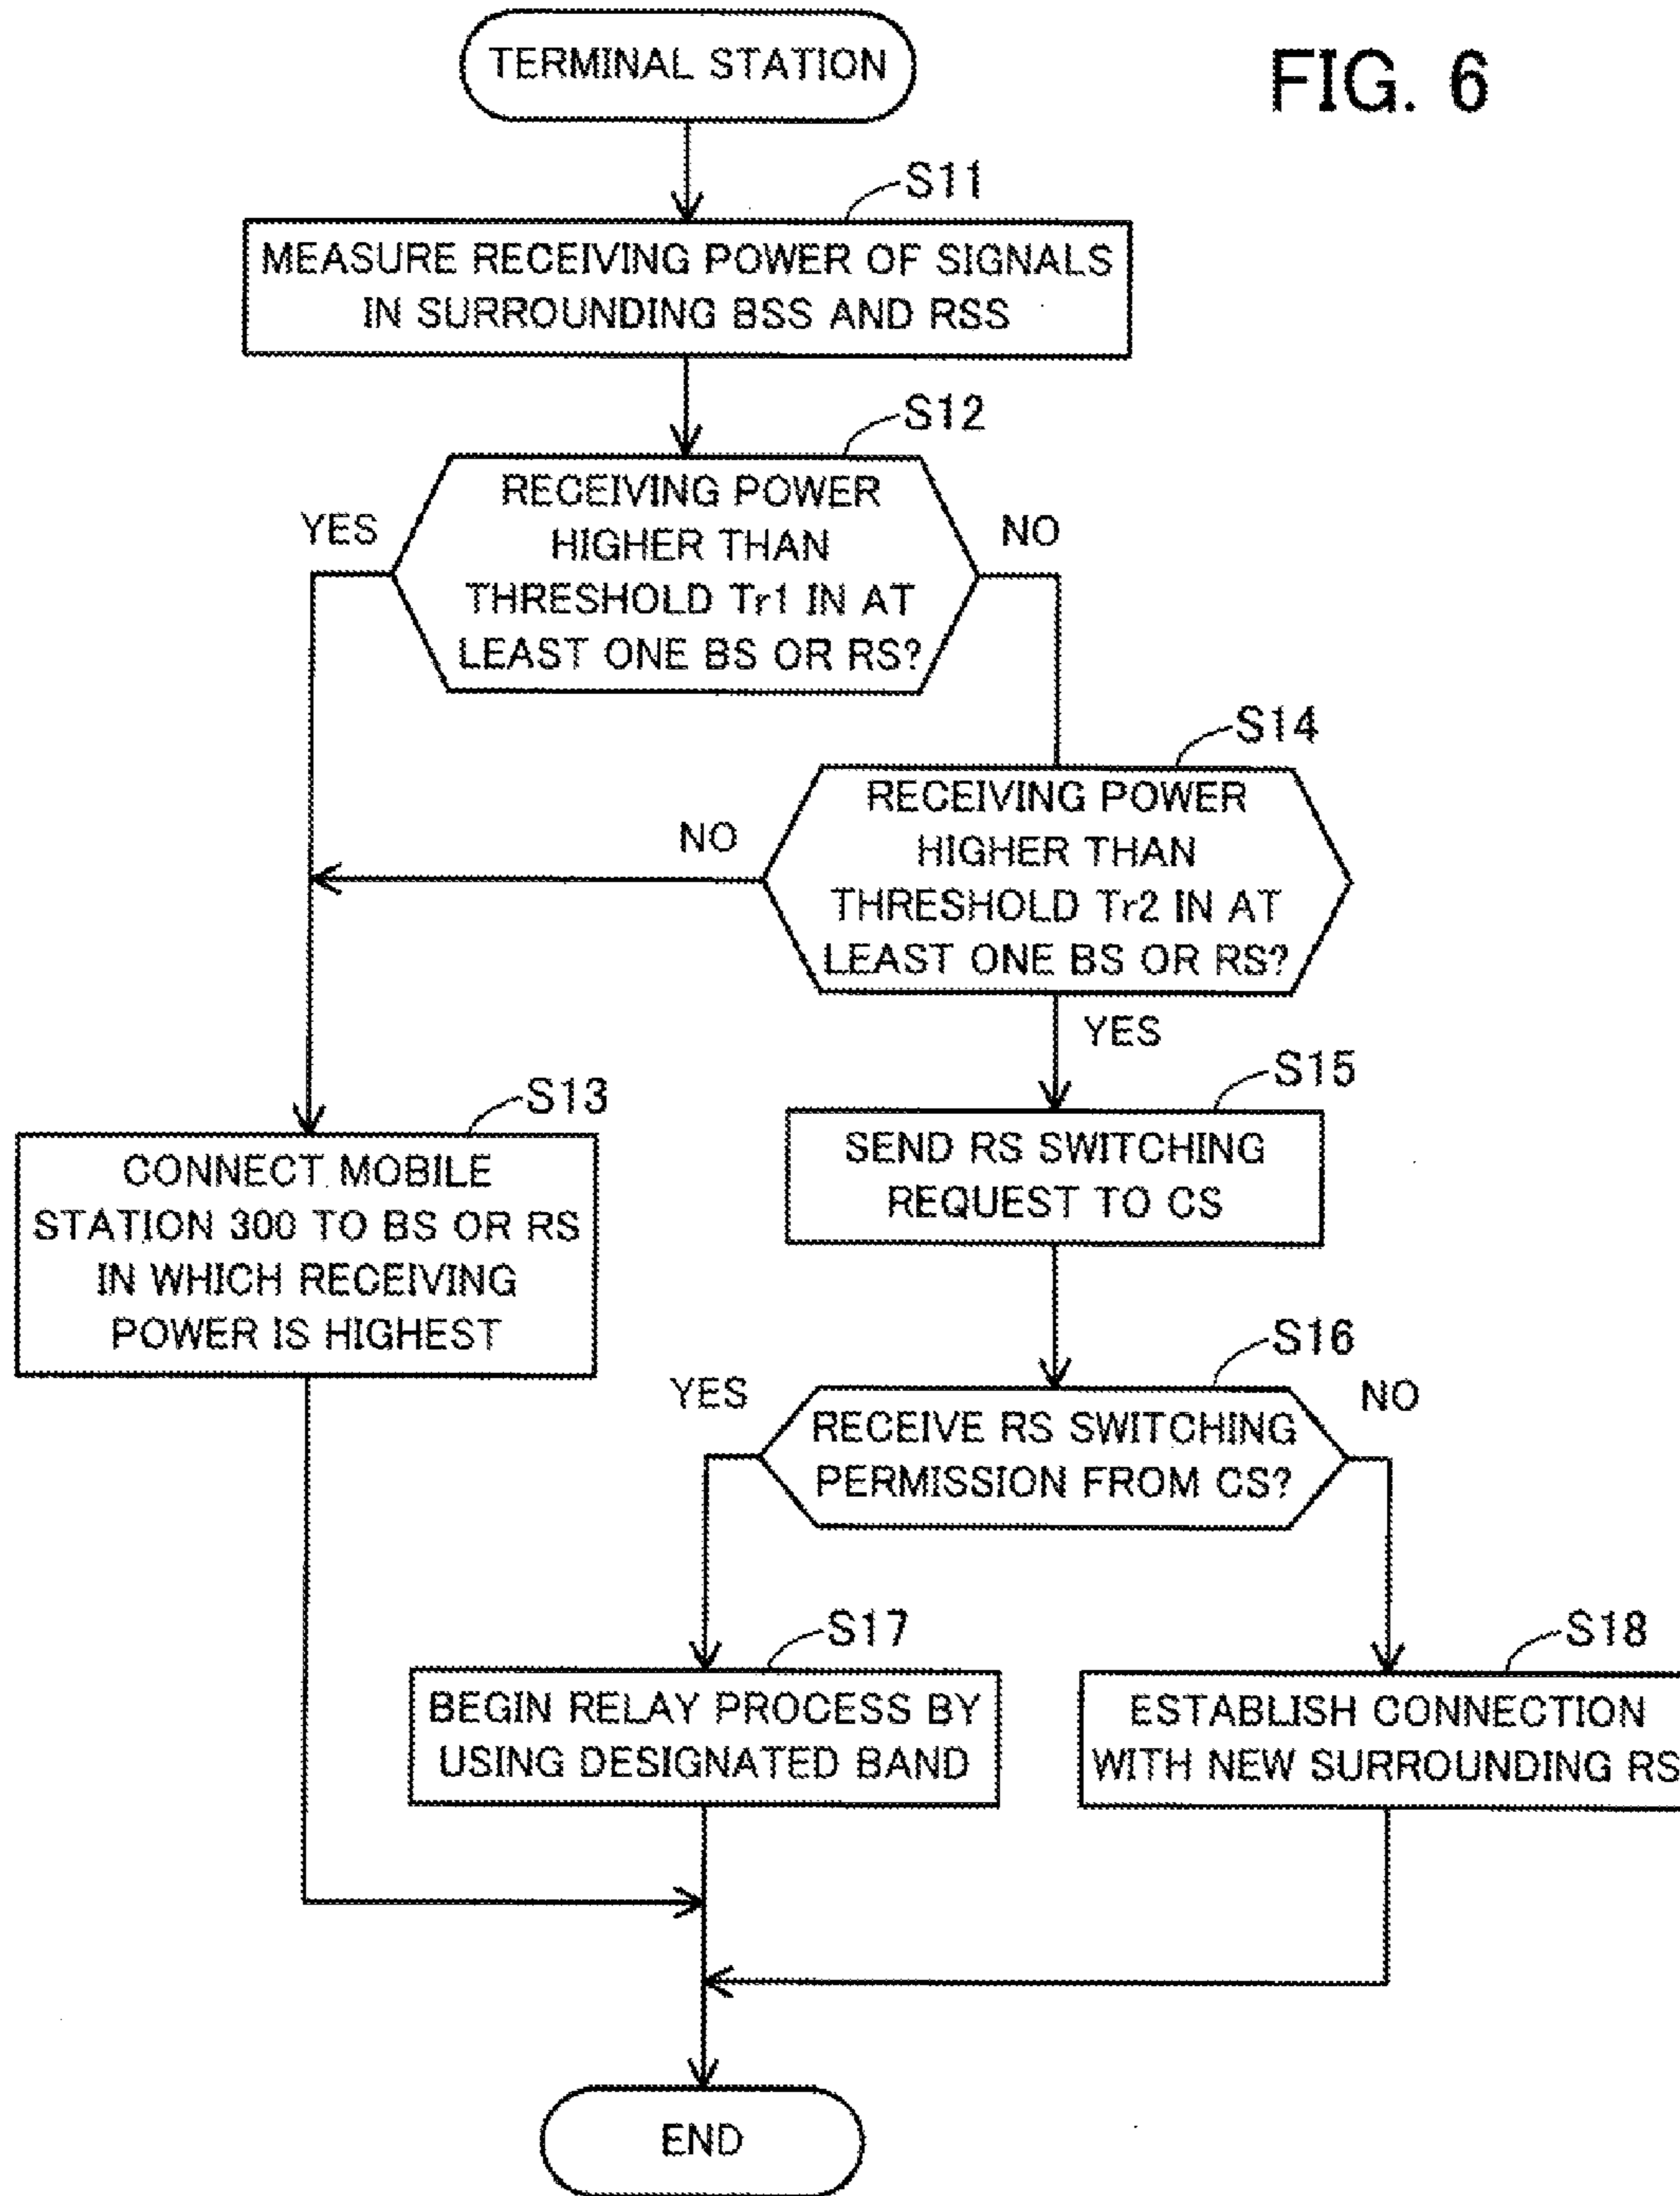 FIG. 6
TERMINAL STATION
S11
MEASURE RECEIVING POWER OF SIGNALS
IN SURROUNDING BSS AND RSS
S12
RECEIVING POWER
HIGHER THAN
THRESHOLD Tr1 IN AT
LEAST ONE BS OR RS?
YES
NO
S14
RECEIVING POWER
HIGHER THAN
THRESHOLD Tr2 IN AT
LEAST ONE BS OR RS?
NO
YES
S13
CONNECT MOBILE
STATION 300 TO BS OR RS
IN WHICH RECEIVING
POWER IS HIGHEST
S15
SEND RS SWITCHING
REQUEST TO CS
S16
RECEIVE RS SWITCHING
PERMISSION FROM CS?
YES
NO
S17
BEGIN RELAY PROCESS BY
USING DESIGNATED BAND
S18
ESTABLISH CONNECTION
WITH NEW SURROUNDING RS
END